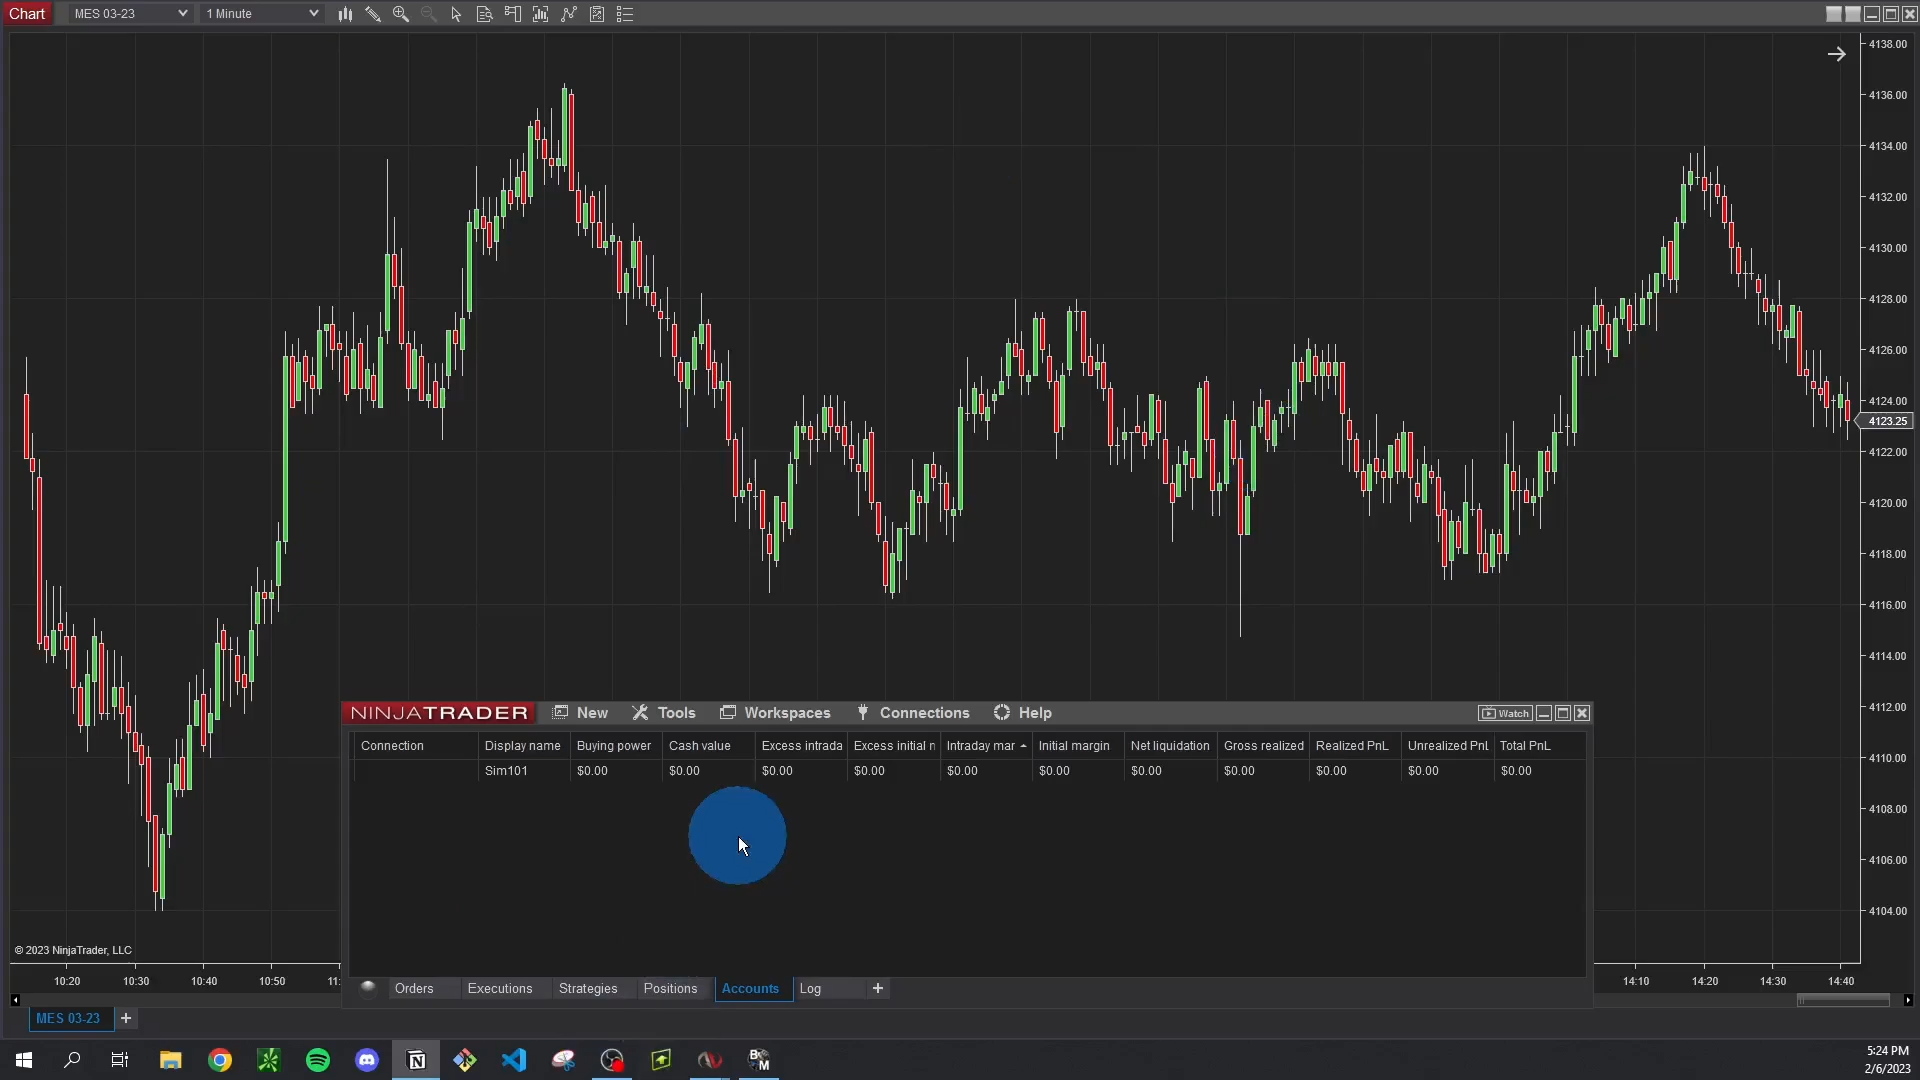 Chart MES 03-23 1 Minute
4138.00
4136.00
4134.00
4132.00
4130.00
4128.00
4126.00
4124.00
4123.25
4122.00
4120.00
4118.00
4116.00
4114.00
4112.00
4110.00
4108.00
4106.00
4104.00
NINJATRADER New Tools Workspaces Connections Help Watch
Connection Display name Buying power Cash value Excess intrada Excess initial n Intraday mar Initial margin Net liquidation Gross realized Realized PnL Unrealized PnL Total PnL
Sim101 $0.00 $0.00 $0.00 $0.00 $0.00 $0.00 $0.00 $0.00 $0.00 $0.00 $0.00
© 2023 NinjaTrader, LLC
10:20 10:30 10:40 10:50 11: 14:10 14:20 14:30 14:40
Orders Executions Strategies Positions Accounts Log +
MES 03-23 +
5:24 PM
2/6/2023